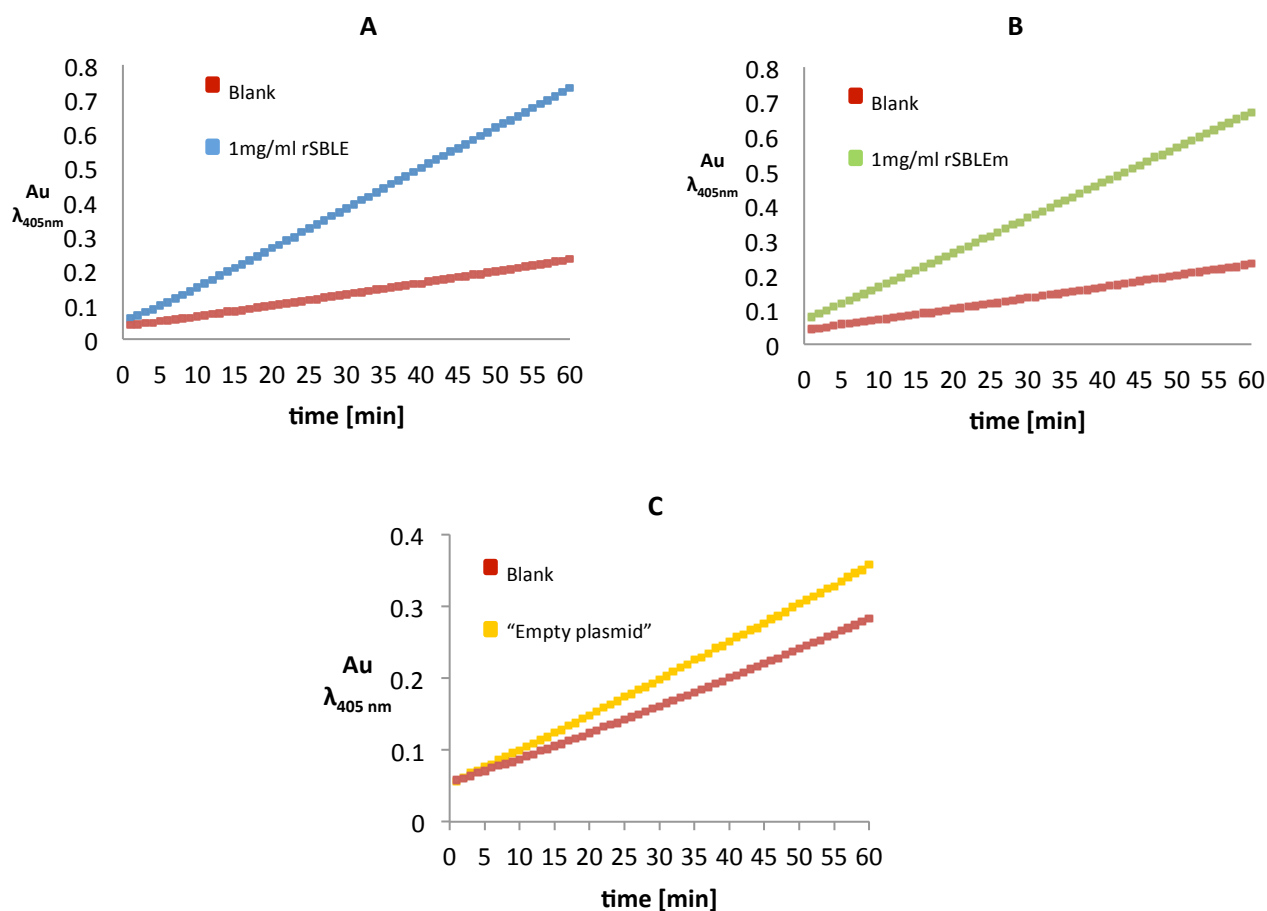 A
0.8
0.7
0.6
0.5
0.4
0.3
0.2
0.1
0
Au
λ405nm
Blank
1mg/ml rSBLE
0 5 10 15 20 25 30 35 40 45 50 55 60
time [min]
B
0.8
0.7
0.6
0.5
0.4
0.3
0.2
0.1
0
Au
λ405nm
Blank
1mg/ml rSBLEm
0 5 10 15 20 25 30 35 40 45 50 55 60
time [min]
C
0.4
0.3
0.2
0.1
0
Au
λ405 nm
Blank
“Empty plasmid”
0 5 10 15 20 25 30 35 40 45 50 55 60
time [min]